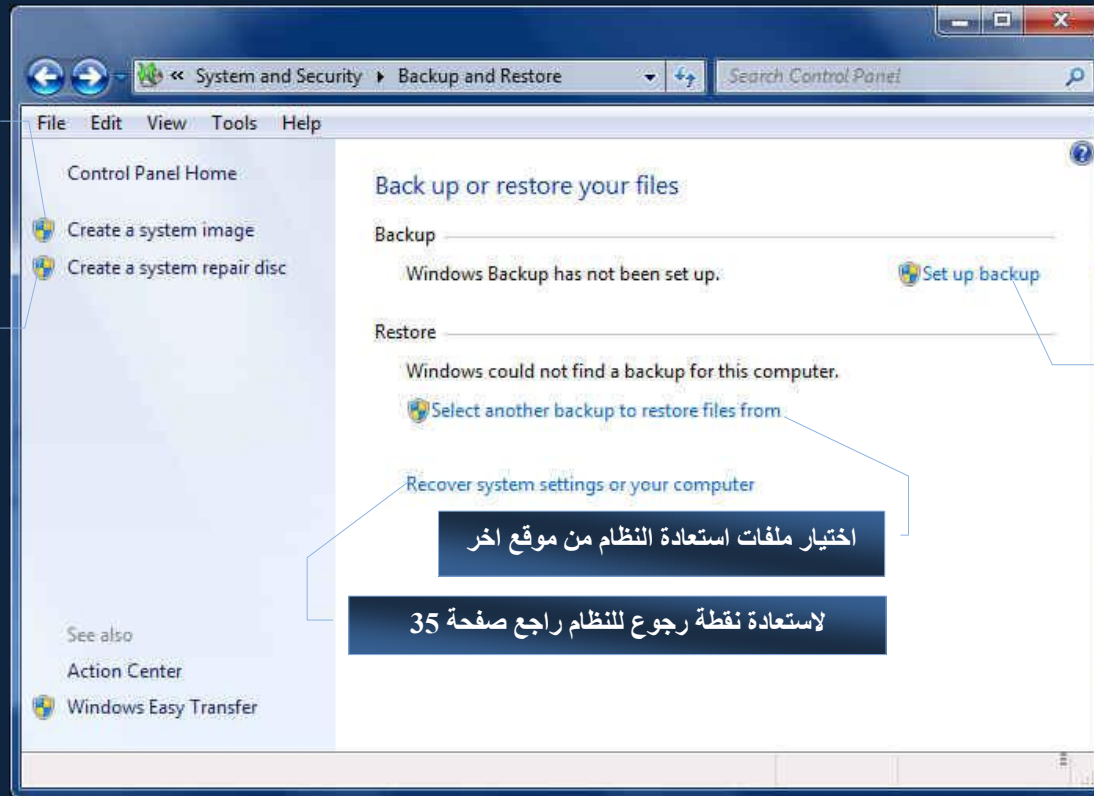 « System and Security ▸ Backup and Restore
Search Control Panel
File Edit View Tools Help
Control Panel Home
Create a system image
Create a system repair disc
Back up or restore your files
Backup
Windows Backup has not been set up.
Set up backup
Restore
Windows could not find a backup for this computer.
Select another backup to restore files from
Recover system settings or your computer
اختيار ملفات استعادة النظام من موقع اخر
لاستعادة نقطة رجوع للنظام راجع صفحة 35
See also
Action Center
Windows Easy Transfer